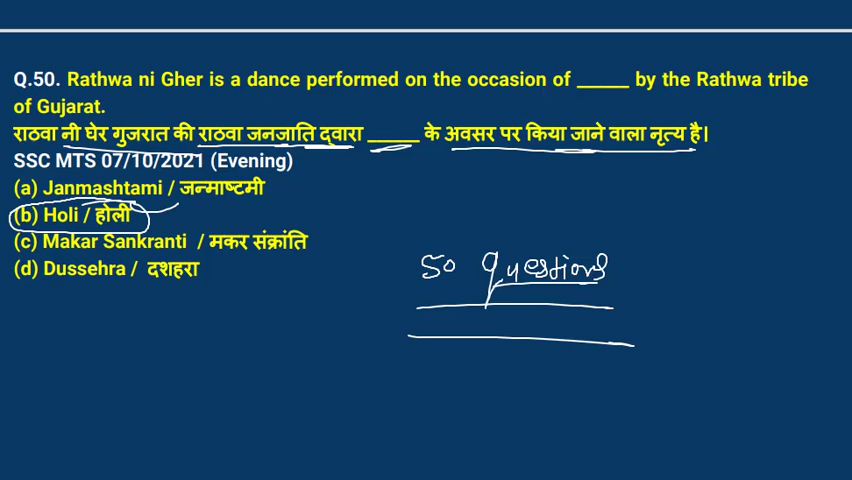 Q.50. Rathwa ni Gher is a dance performed on the occasion of _____ by the Rathwa tribe
of Gujarat.
राठवा नी घेर गुजरात की राठवा जनजाति द्वारा _____ के अवसर पर किया जाने वाला नृत्य है।
SSC MTS 07/10/2021 (Evening)
(a) Janmashtami / जन्माष्टमी
(b) Holi / होली
(c) Makar Sankranti / मकर संक्रांति
(d) Dussehra / दशहरा
50 Questions